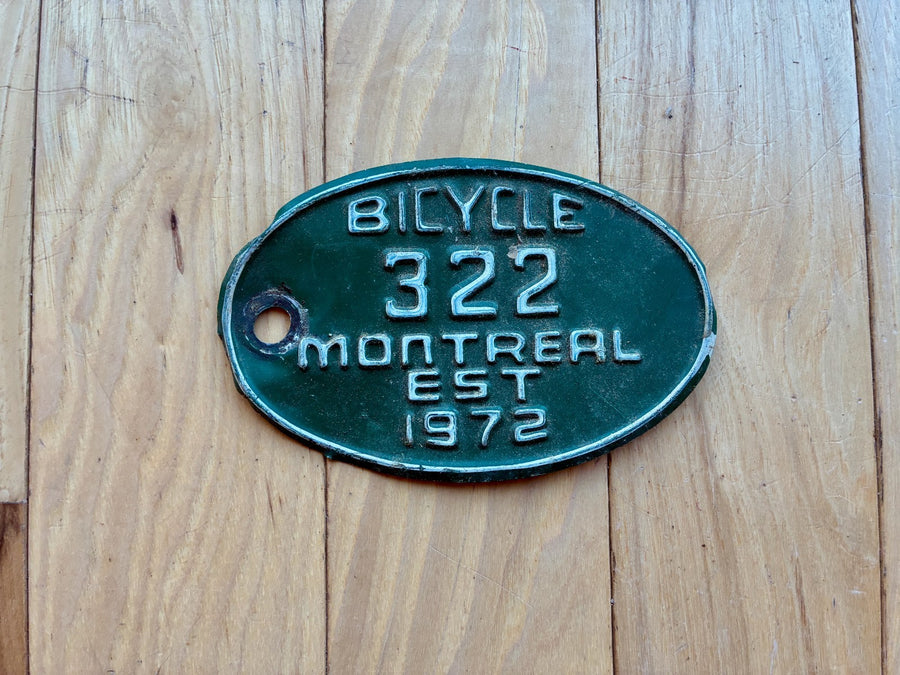 BICYCLE
322
MONTREAL
EST
1972